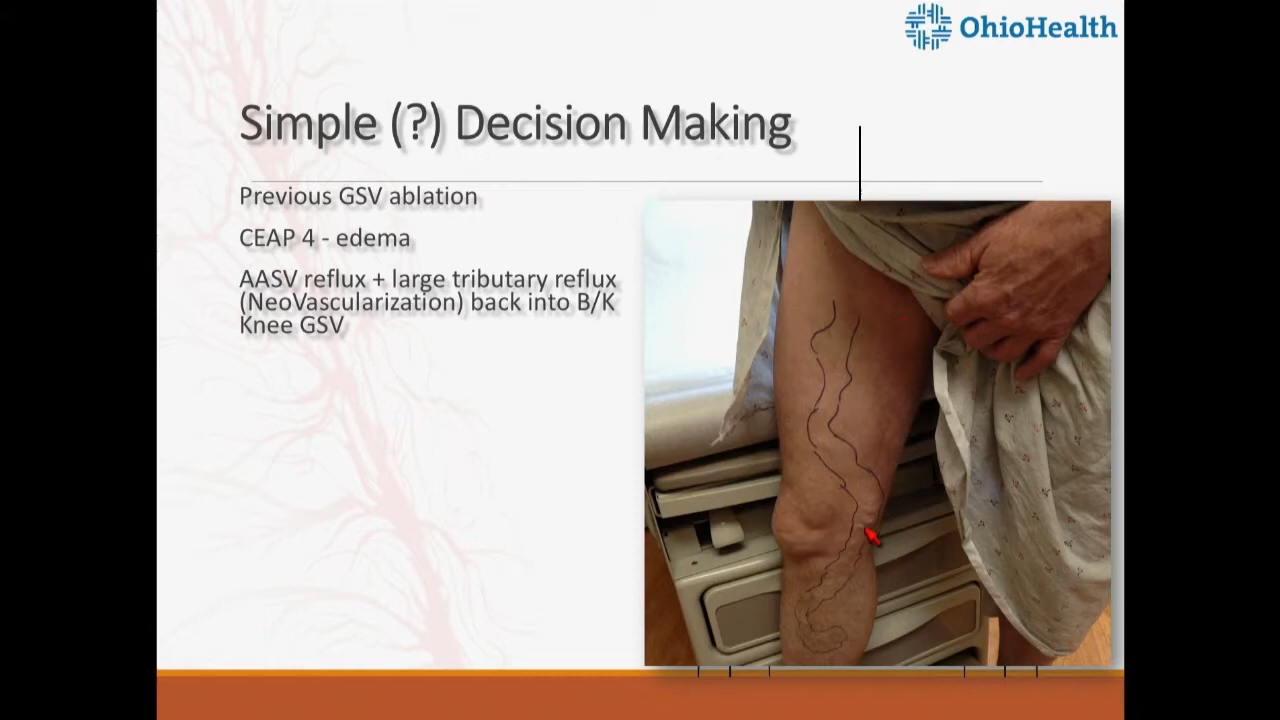 OhioHealth
Simple (?) Decision Making
Previous GSV ablation
CEAP 4 - edema
AASV reflux + large tributary reflux
(NeoVascularization) back into B/K
Knee GSV